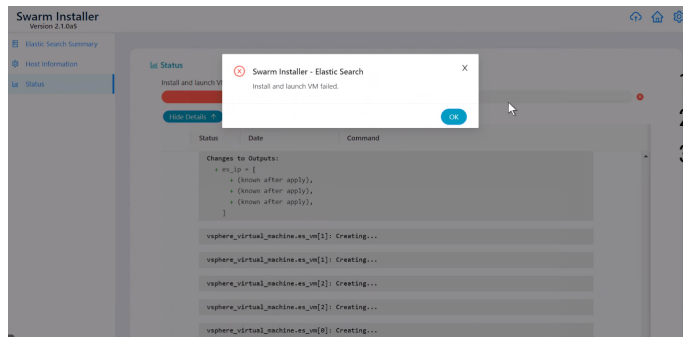 Swarm Installer
Version 2.1.0a5
Elastic Search Summary
Host Information
Status
Status
Install and launch V
Hide Details ↑
Swarm Installer - Elastic Search
X
Install and launch VM failed.
OK
Status Date Command
Changes to Outputs:
+ es_ip = [
+ (known after apply),
+ (known after apply),
+ (known after apply),
]
vsphere_virtual_machine.es_vm[1]: Creating...
vsphere_virtual_machine.es_vm[1]: Creating...
vsphere_virtual_machine.es_vm[2]: Creating...
vsphere_virtual_machine.es_vm[2]: Creating...
vsphere_virtual_machine.es_vm[0]: Creating...